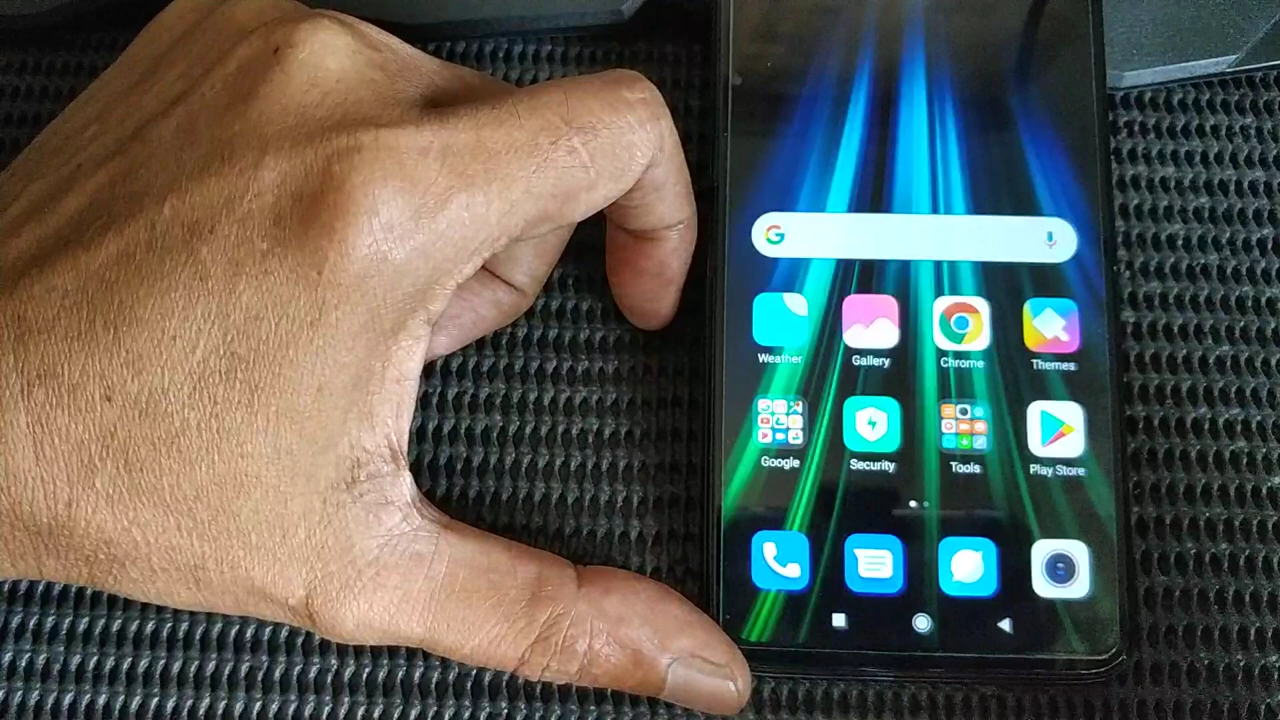 G
Weather
Gallery
Chrome
Themes
Google
Security
Tools
Play Store